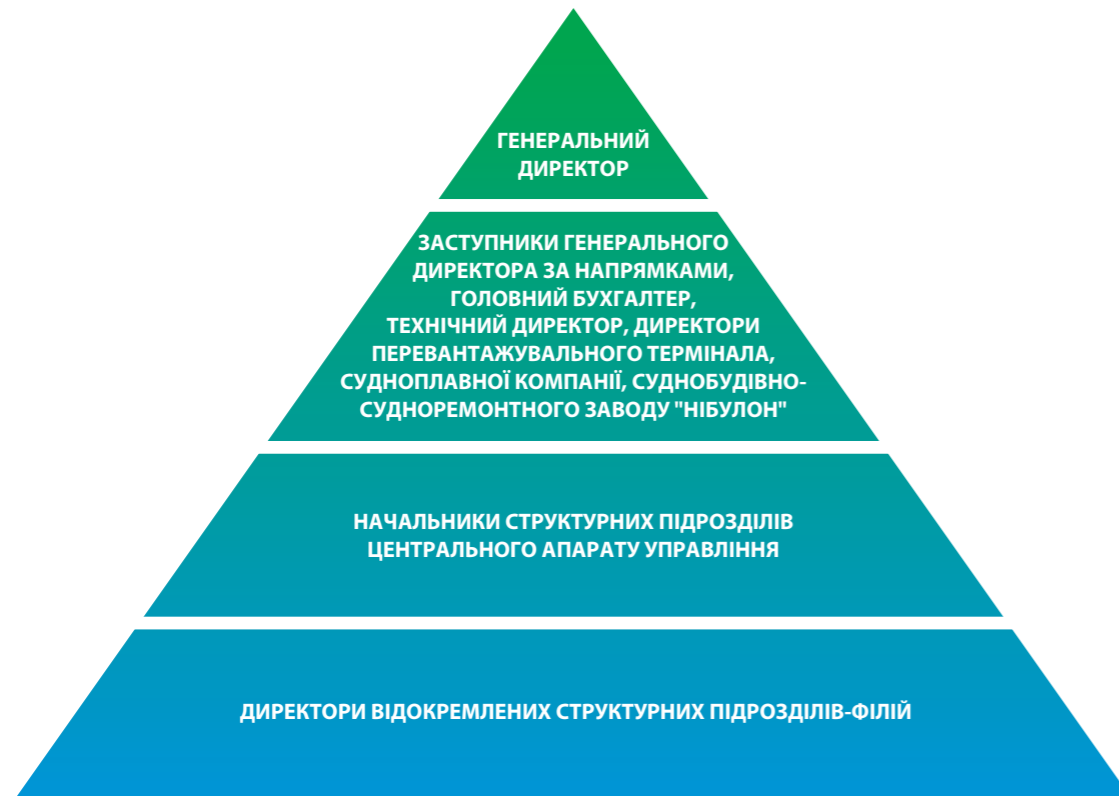 ГЕНЕРАЛЬНИЙ
ДИРЕКТОР
ЗАСТУПНИКИ ГЕНЕРАЛЬНОГО
ДИРЕКТОРА ЗА НАПРЯМКАМИ,
ГОЛОВНИЙ БУХГАЛТЕР,
ТЕХНІЧНИЙ ДИРЕКТОР, ДИРЕКТОРИ
ПЕРЕВАНТАЖУВАЛЬНОГО ТЕРМІНАЛА,
СУДНОПЛАВНОЇ КОМПАНІЇ, СУДНОБУДІВНО-
СУДНОРЕМОНТНОГО ЗАВОДУ "НІБУЛОН"
НАЧАЛЬНИКИ СТРУКТУРНИХ ПІДРОЗДІЛІВ
ЦЕНТРАЛЬНОГО АПАРАТУ УПРАВЛІННЯ
ДИРЕКТОРИ ВІДОКРЕМЛЕНИХ СТРУКТУРНИХ ПІДРОЗДІЛІВ-ФІЛІЙ